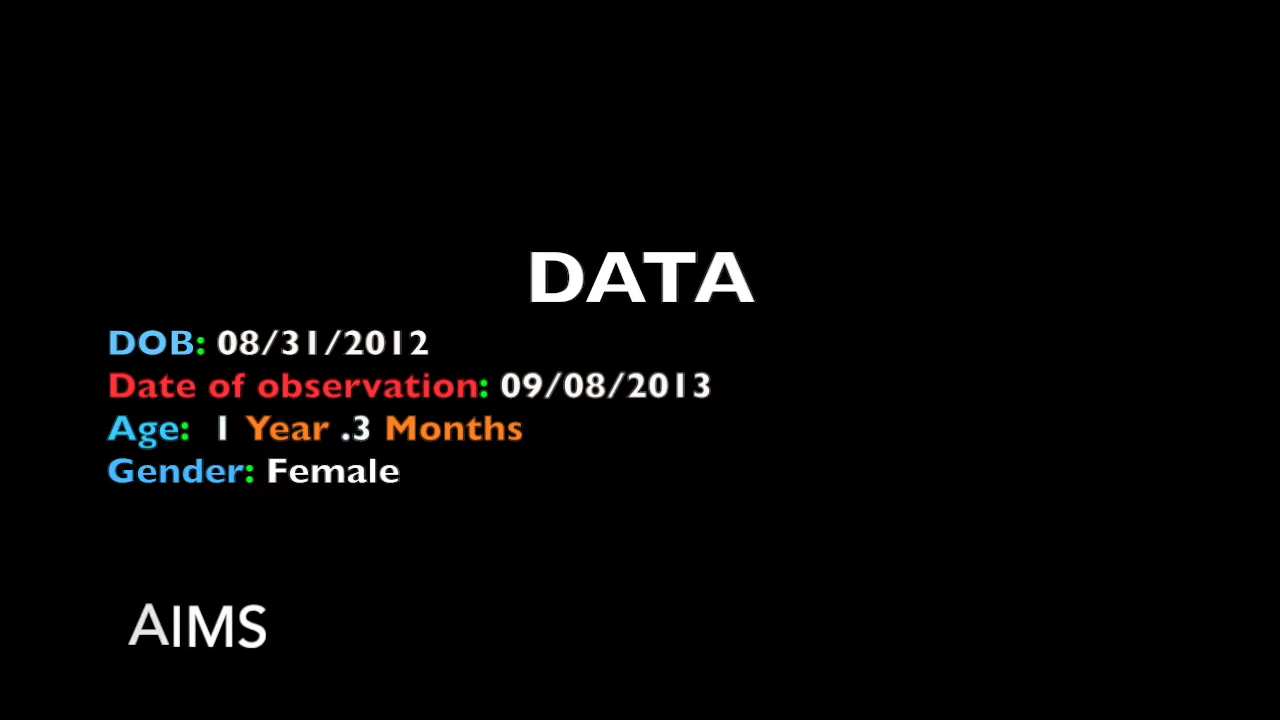 DATA
DOB: 08/31/2012
Date of observation: 09/08/2013
Age: 1 Year .3 Months
Gender: Female
AIMS